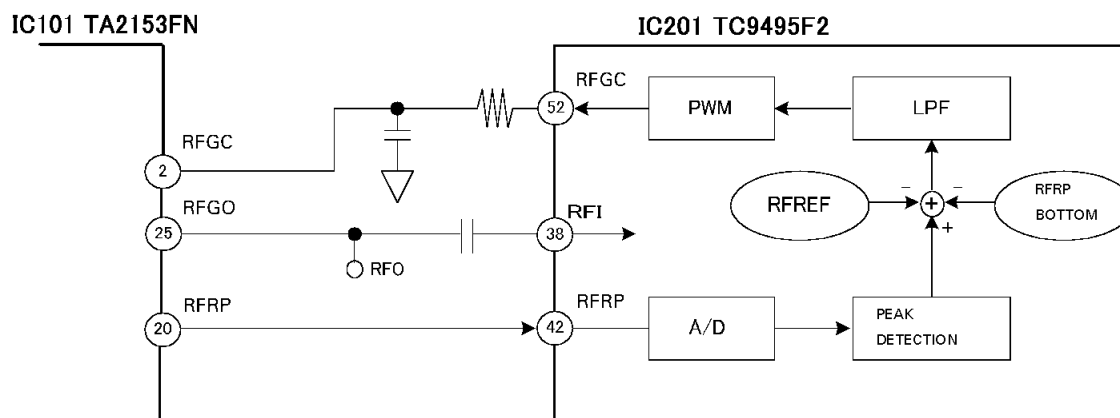 IC101 TA2153FN
IC201 TC9495F2
RFGC
52
PWM
LPF
RFGC
2
RFREF
−
+
−
RFRP
BOTTOM
+
RFGO
25
RFO
RFI
38
RFRP
20
RFRP
42
A/D
PEAK
DETECTION